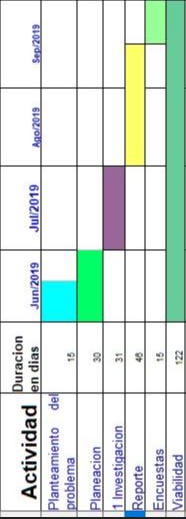 Actividad Duracion en dias Jun/2019 Jul/2019 Ago/2019 Sep/2019
Planteamiento del problema 15
Planeacion 30
1 Investigacion 31
Reporte 46
Encuestas 15
Viabilidad 122